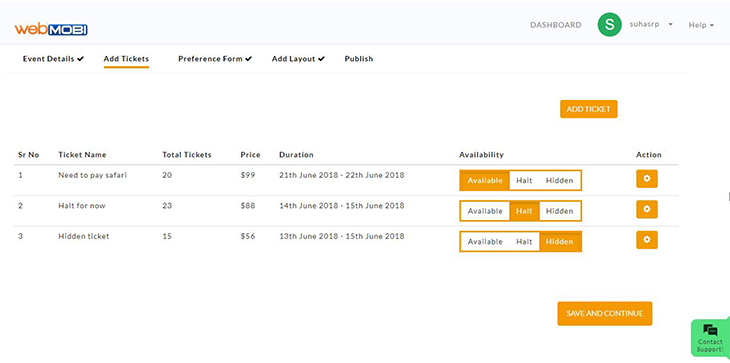 webMOBI
DASHBOARD
S
suhasrp
Help
Event Details
Add Tickets
Preference Form
Add Layout
Publish
ADD TICKET
Sr No Ticket Name Total Tickets Price Duration Availability Action
1 Need to pay safari 20 $99 21th June 2018 - 22th June 2018 Available Halt Hidden
2 Halt for now 23 $88 14th June 2018 - 15th June 2018 Available Halt Hidden
3 Hidden ticket 15 $56 13th June 2018 - 15th June 2018 Available Halt Hidden
SAVE AND CONTINUE
Contact
Support!